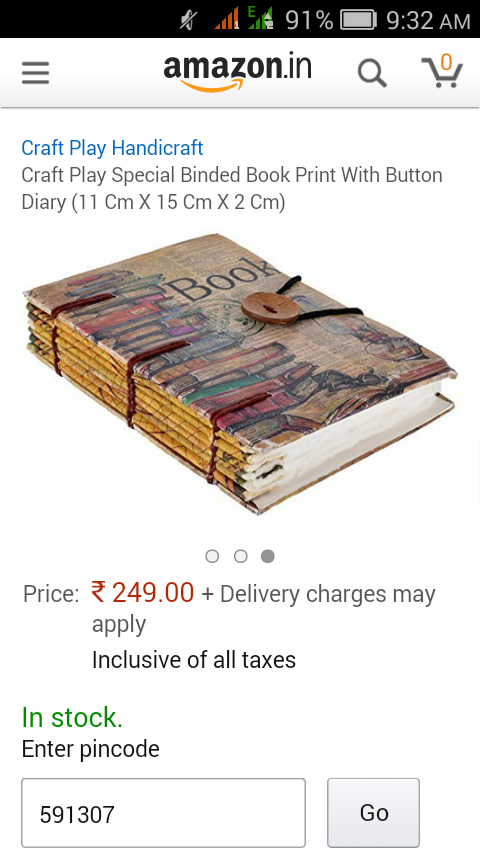 E 1 2 91% 9:32 AM
amazon.in
0
Craft Play Handicraft
Craft Play Special Binded Book Print With Button
Diary (11 Cm X 15 Cm X 2 Cm)
Book
Price: ₹ 249.00 + Delivery charges may
apply
Inclusive of all taxes
In stock.
Enter pincode
591307
Go